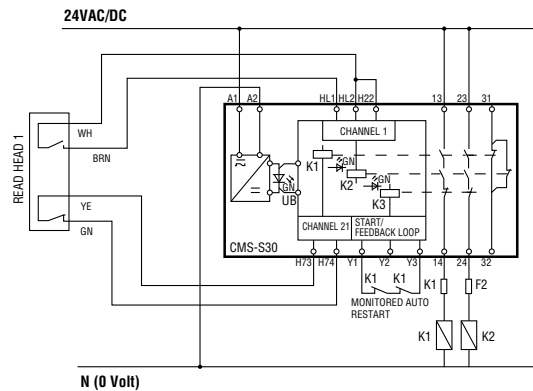 24VAC/DC
A1 A2 HL1 HL2 H22 13 23 31
READ HEAD 1
WH
BRN
YE
GN
CHANNEL 1
K1
GN
K2
GN
K3
GN
UB
CHANNEL 21
START/
FEEDBACK LOOP
CMS-S30
H73 H74 Y1 Y2 Y3 14 24 32
K1 K1
MONITORED AUTO
RESTART
K1 F2
K1 K2
N (0 Volt)